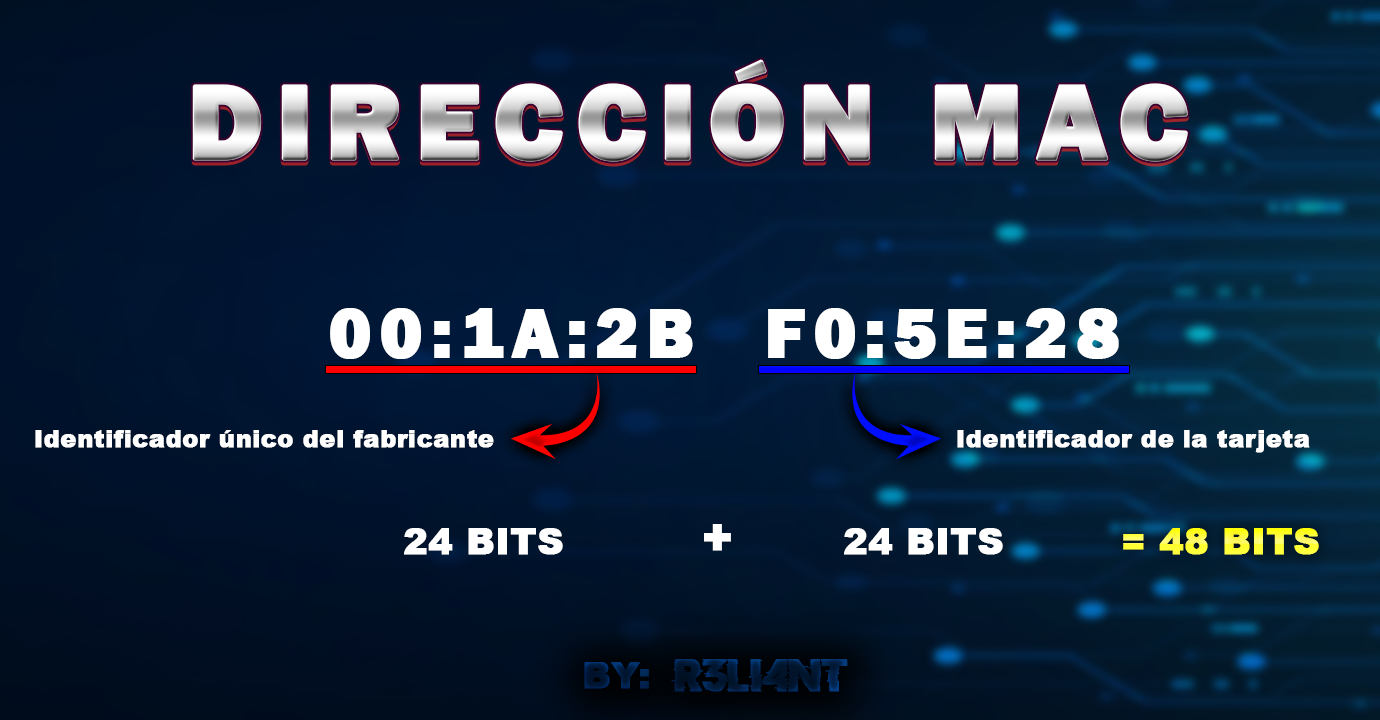 DIRECCIÓN MAC
00:1A:2B F0:5E:28
Identificador único del fabricante
Identificador de la tarjeta
24 BITS + 24 BITS = 48 BITS
BY: R3LI4NT